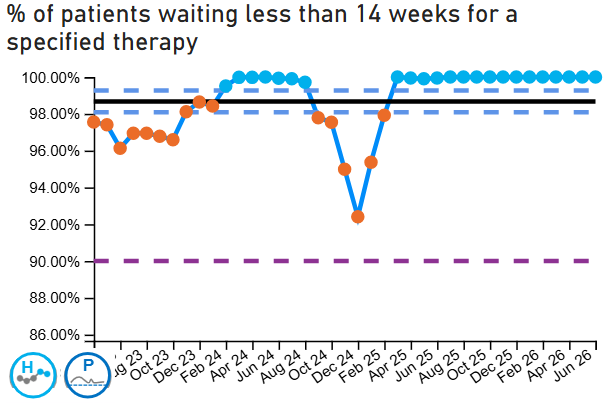 % of patients waiting less than 14 weeks for a
specified therapy
100.00%
98.00%
96.00%
94.00%
92.00%
90.00%
88.00%
86.00%
ug 23
Oct 23
Dec 23
Feb 24
Apr 24
Jun 24
Aug 24
Oct 24
Dec 24
Feb 25
Apr 25
Jun 25
Aug 25
Oct 25
Dec 25
Feb 26
Apr 26
Jun 26
H
P